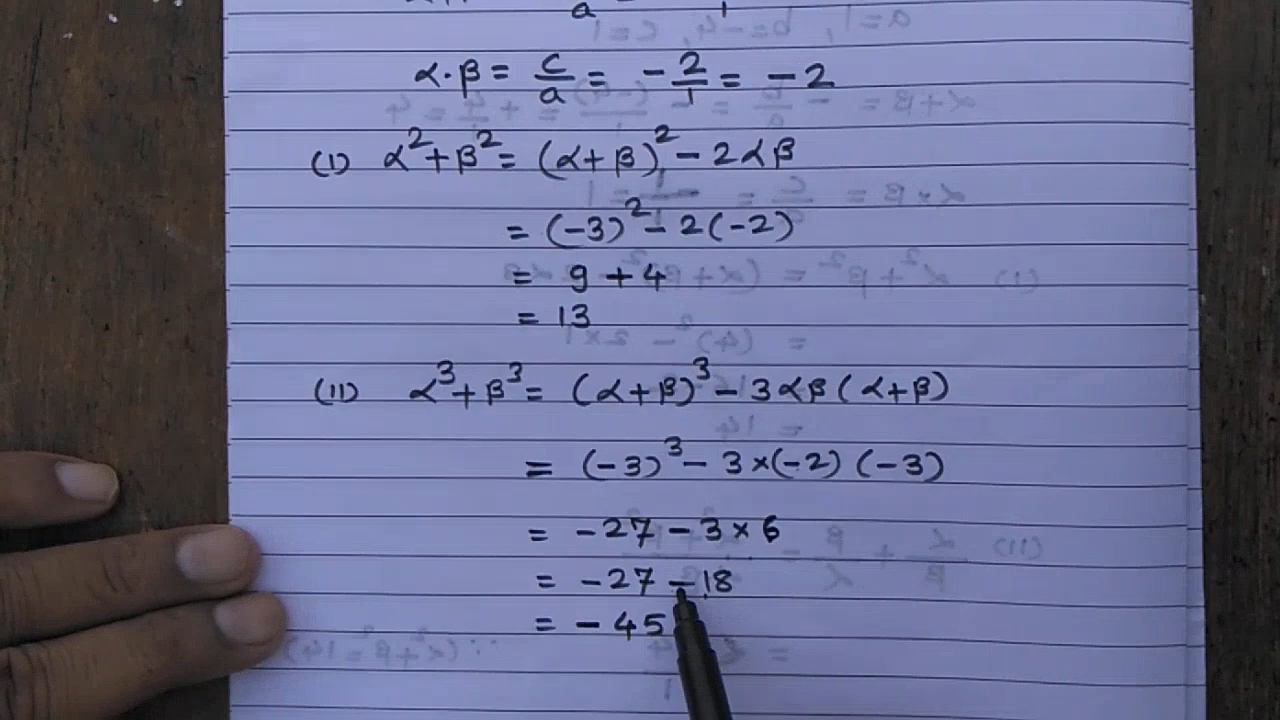 a 1
α·β = c/a = -2/1 = -2
(I) α²+β² = (α+β)² - 2αβ
= (-3)² - 2(-2)
= 9 + 4
= 13
(II) α³+β³ = (α+β)³ - 3αβ(α+β)
= (-3)³ - 3×(-2)(-3)
= -27 - 3×6
= -27 - 18
= -45